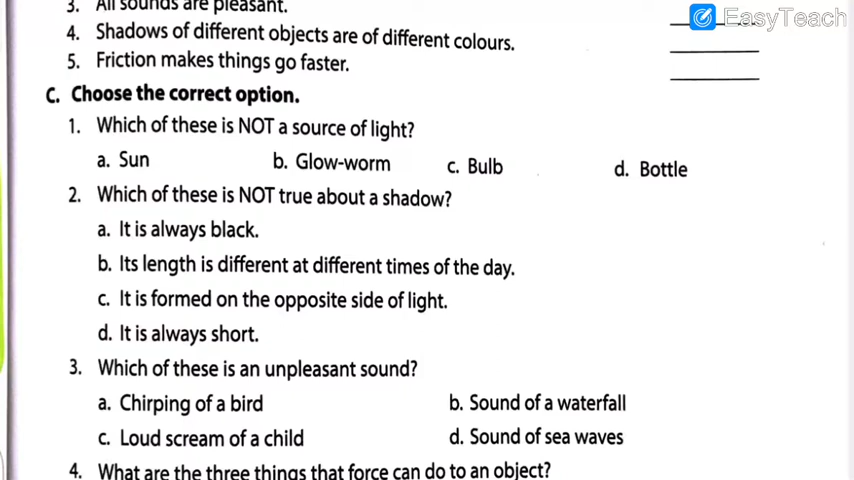 3. All sounds are pleasant.
EasyTeach
4. Shadows of different objects are of different colours.
5. Friction makes things go faster.
C. Choose the correct option.
1. Which of these is NOT a source of light?
a. Sun b. Glow-worm c. Bulb d. Bottle
2. Which of these is NOT true about a shadow?
a. It is always black.
b. Its length is different at different times of the day.
c. It is formed on the opposite side of light.
d. It is always short.
3. Which of these is an unpleasant sound?
a. Chirping of a bird b. Sound of a waterfall
c. Loud scream of a child d. Sound of sea waves
4. What are the three things that force can do to an object?